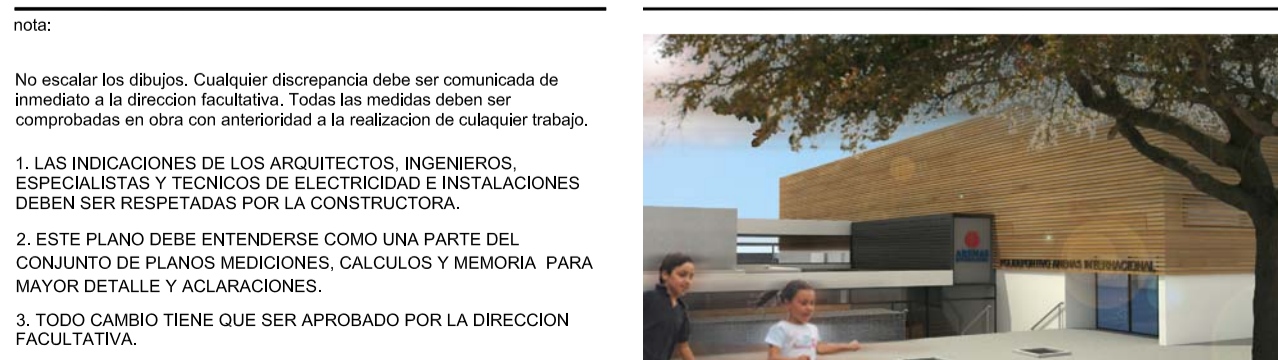 nota:
No escalar los dibujos. Cualquier discrepancia debe ser comunicada de
inmediato a la direccion facultativa. Todas las medidas deben ser
comprobadas en obra con anterioridad a la realizacion de culaquier trabajo.
1. LAS INDICACIONES DE LOS ARQUITECTOS, INGENIEROS,
ESPECIALISTAS Y TECNICOS DE ELECTRICIDAD E INSTALACIONES
DEBEN SER RESPETADAS POR LA CONSTRUCTORA.
2. ESTE PLANO DEBE ENTENDERSE COMO UNA PARTE DEL
CONJUNTO DE PLANOS MEDICIONES, CALCULOS Y MEMORIA PARA
MAYOR DETALLE Y ACLARACIONES.
3. TODO CAMBIO TIENE QUE SER APROBADO POR LA DIRECCION
FACULTATIVA.
ARENAS
POLIDEPORTIVO ARENAS INTERNACIONAL